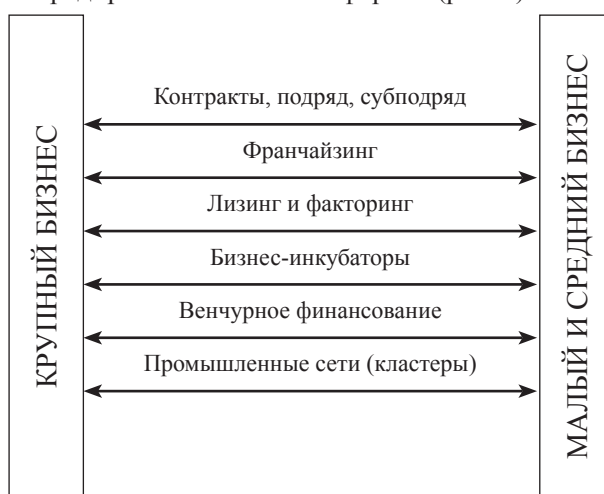 КРУПНЫЙ БИЗНЕС
Контракты, подряд, субподряд
Франчайзинг
Лизинг и факторинг
Бизнес-инкубаторы
Венчурное финансование
Промышленные сети (кластеры)
МАЛЫЙ И СРЕДНИЙ БИЗНЕС